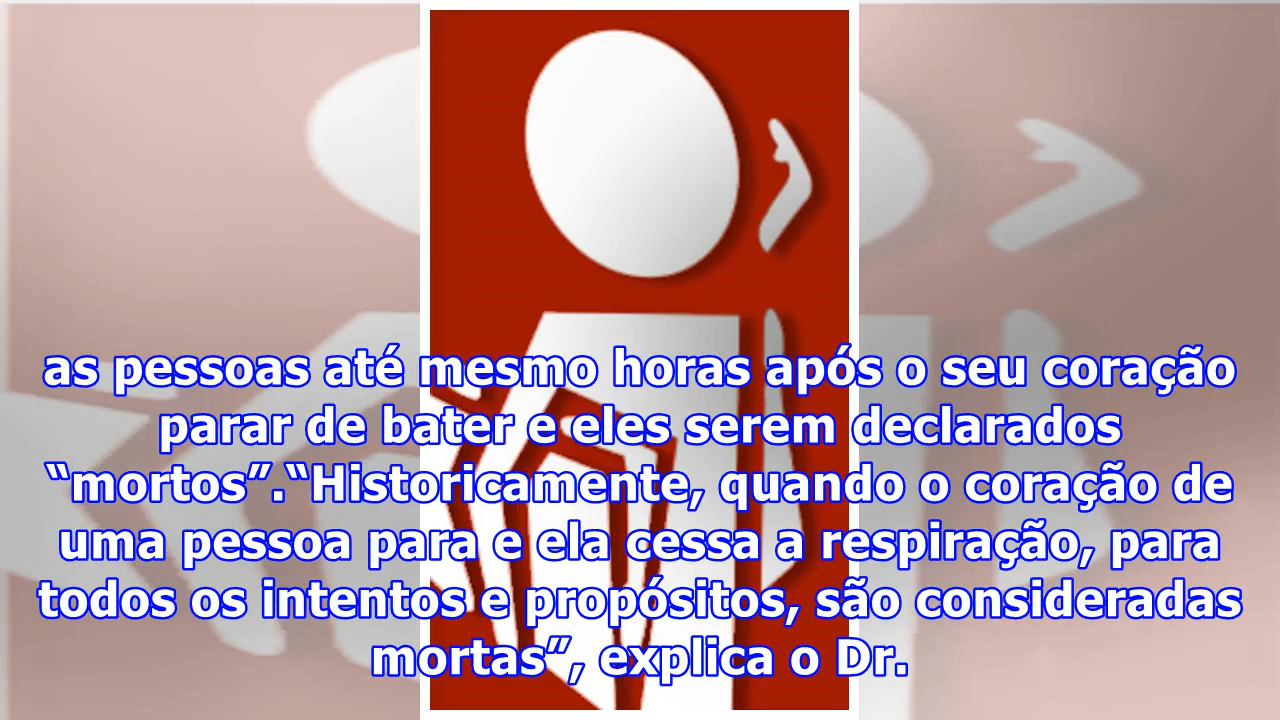 as pessoas até mesmo horas após o seu coração
parar de bater e eles serem declarados
“mortos”.“Historicamente, quando o coração de
uma pessoa para e ela cessa a respiração, para
todos os intentos e propósitos, são consideradas
mortas”, explica o Dr.